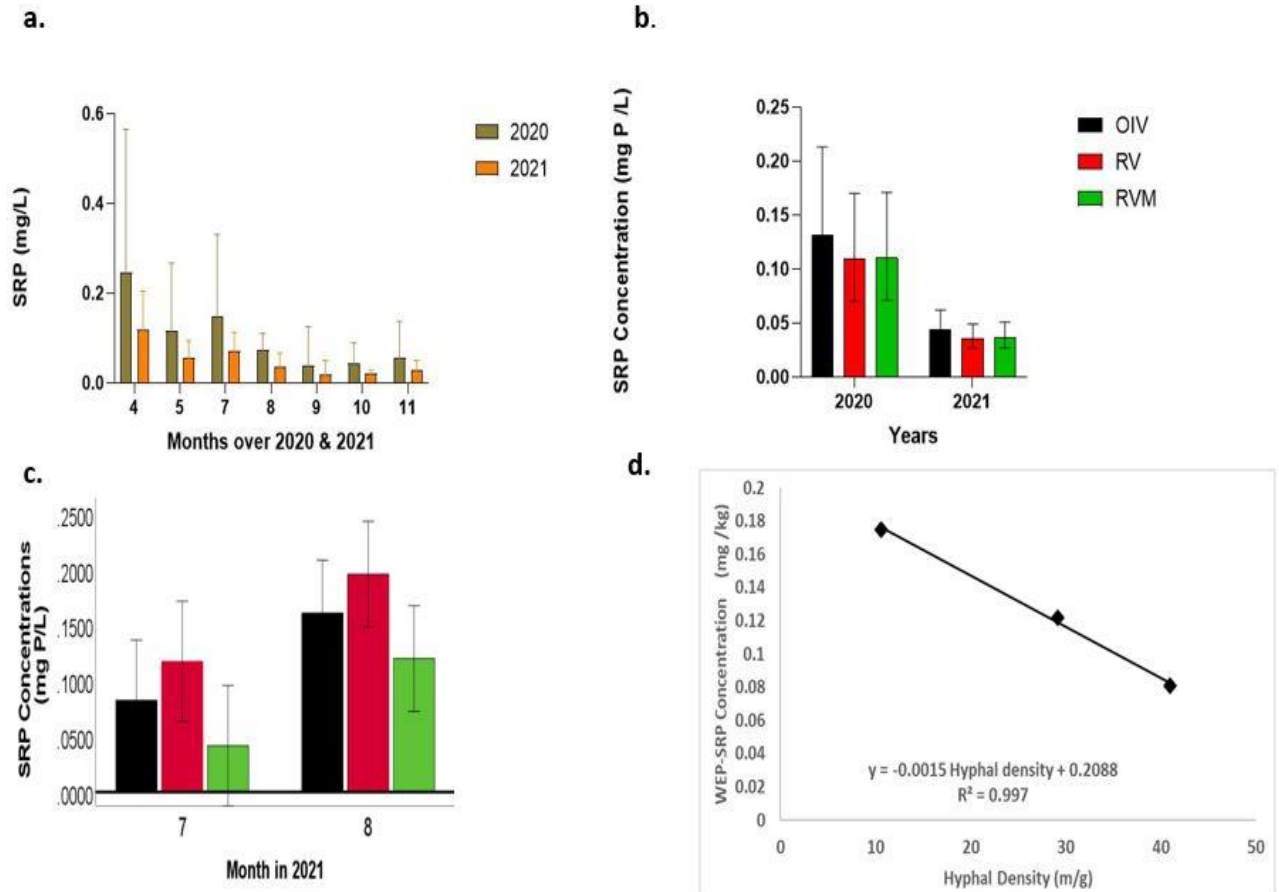 a.
SRP (mg/L)
0.6
0.4
0.2
0.0
4 5 7 8 9 10 11
Months over 2020 & 2021
2020
2021
b.
SRP Concentration (mg P /L)
0.25
0.20
0.15
0.10
0.05
0.00
2020 2021
Years
OIV
RV
RVM
c.
SRP Concentrations
(mg P/L)
.2500
.2000
.1500
.1000
.0500
.0000
7 8
Month in 2021
d.
WEP-SRP Concentration (mg /kg)
0.2
0.18
0.16
0.14
0.12
0.1
0.08
0.06
0.04
0.02
0
y = -0.0015 Hyphal density + 0.2088
R² = 0.997
0 10 20 30 40 50
Hyphal Density (m/g)